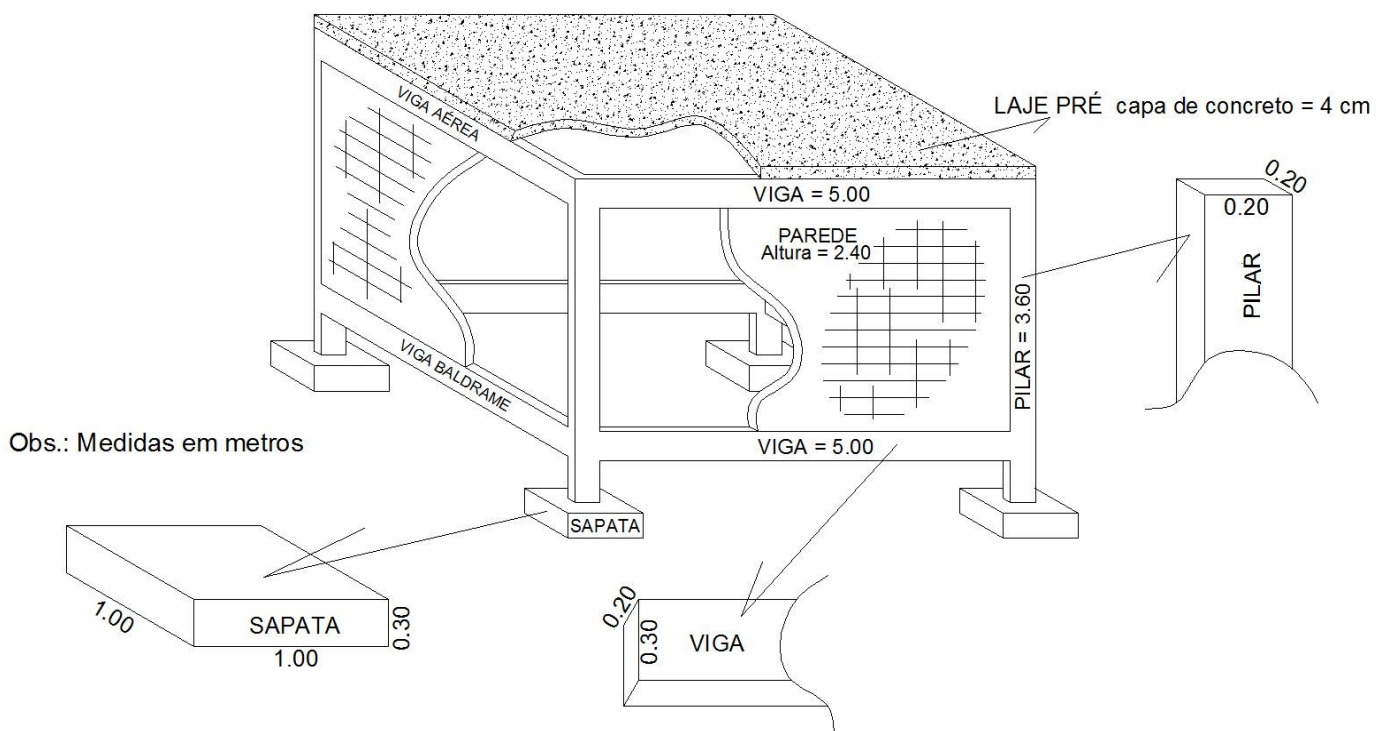 VIGA AÉREA
LAJE PRÉ capa de concreto = 4 cm
VIGA = 5.00
0.20
0.20
PILAR
PAREDE
Altura = 2.40
PILAR = 3.60
VIGA BALDRAME
VIGA = 5.00
Obs.: Medidas em metros
SAPATA
1.00
SAPATA
0.30
1.00
0.20
0.30
VIGA